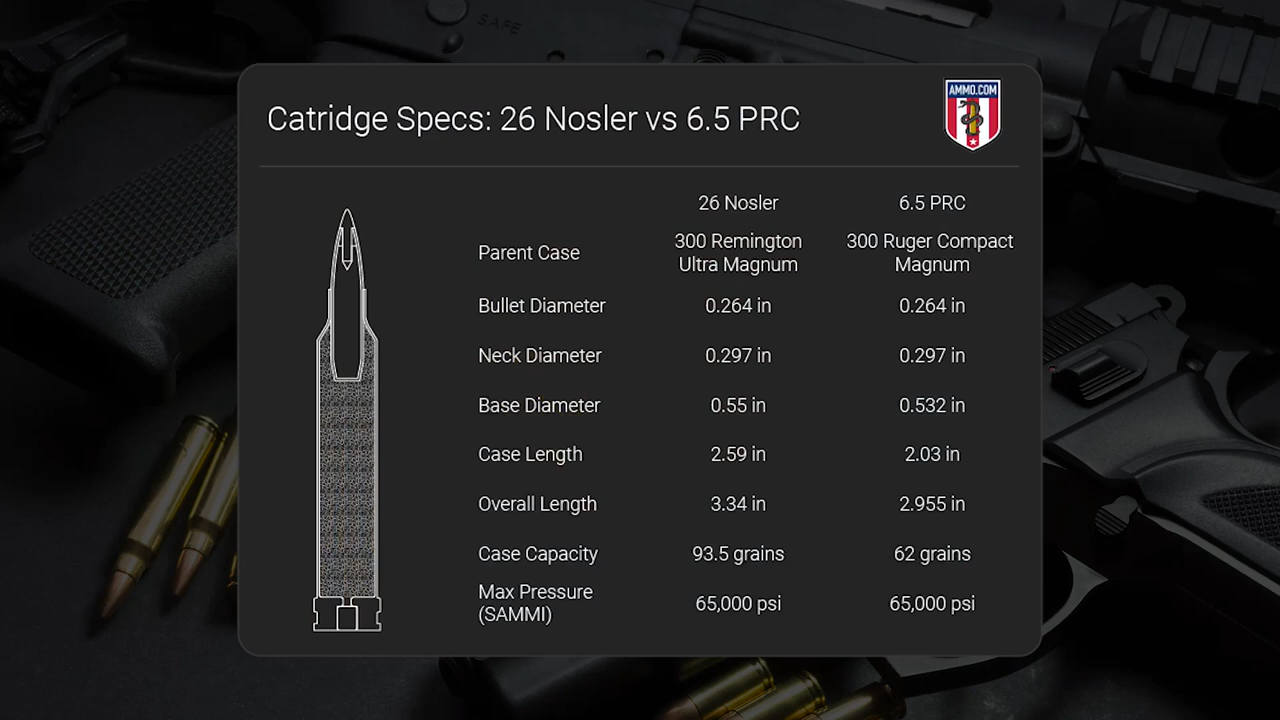 SAFE
Catridge Specs: 26 Nosler vs 6.5 PRC
AMMO.COM
26 Nosler 6.5 PRC
Parent Case 300 Remington Ultra Magnum 300 Ruger Compact Magnum
Bullet Diameter 0.264 in 0.264 in
Neck Diameter 0.297 in 0.297 in
Base Diameter 0.55 in 0.532 in
Case Length 2.59 in 2.03 in
Overall Length 3.34 in 2.955 in
Case Capacity 93.5 grains 62 grains
Max Pressure (SAMMI) 65,000 psi 65,000 psi